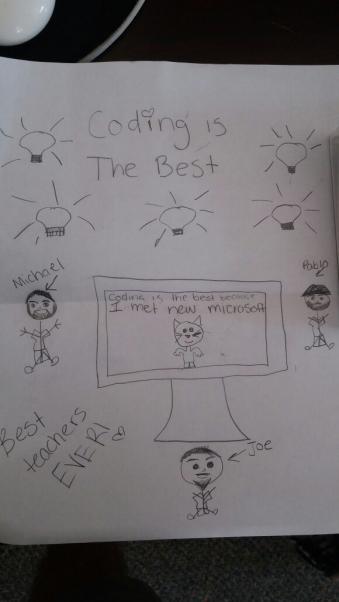 Coding is
The Best
Michael
Pablo
Coding is the best because
I met new microsoft
Best
teachers
EVER!
Joe